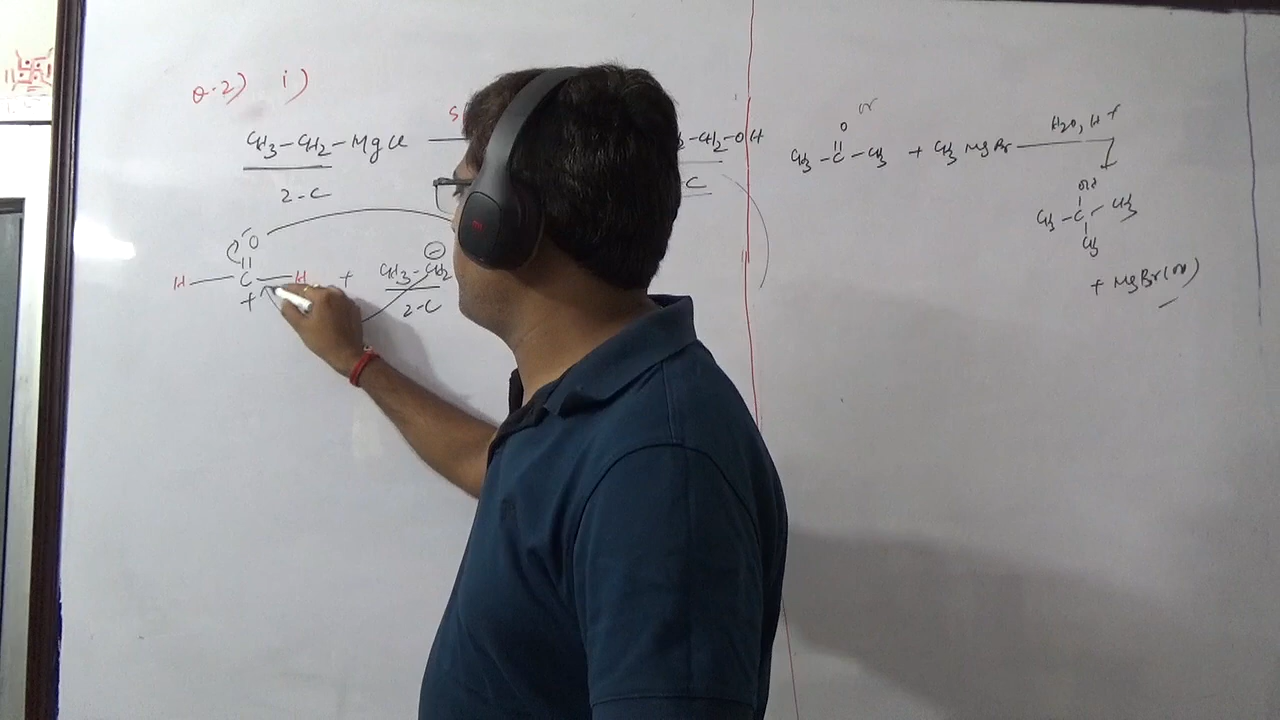 Q.2) i)
CH3-CH2-MgCl
2-C
CH2-OH
C
O
H-C-H + CH3-CH2
+
2-C
or
O
CH3-C-CH3 + CH3MgBr
H2O, H+
CH3-C-CH3
CH3
+ MgBr(OH)